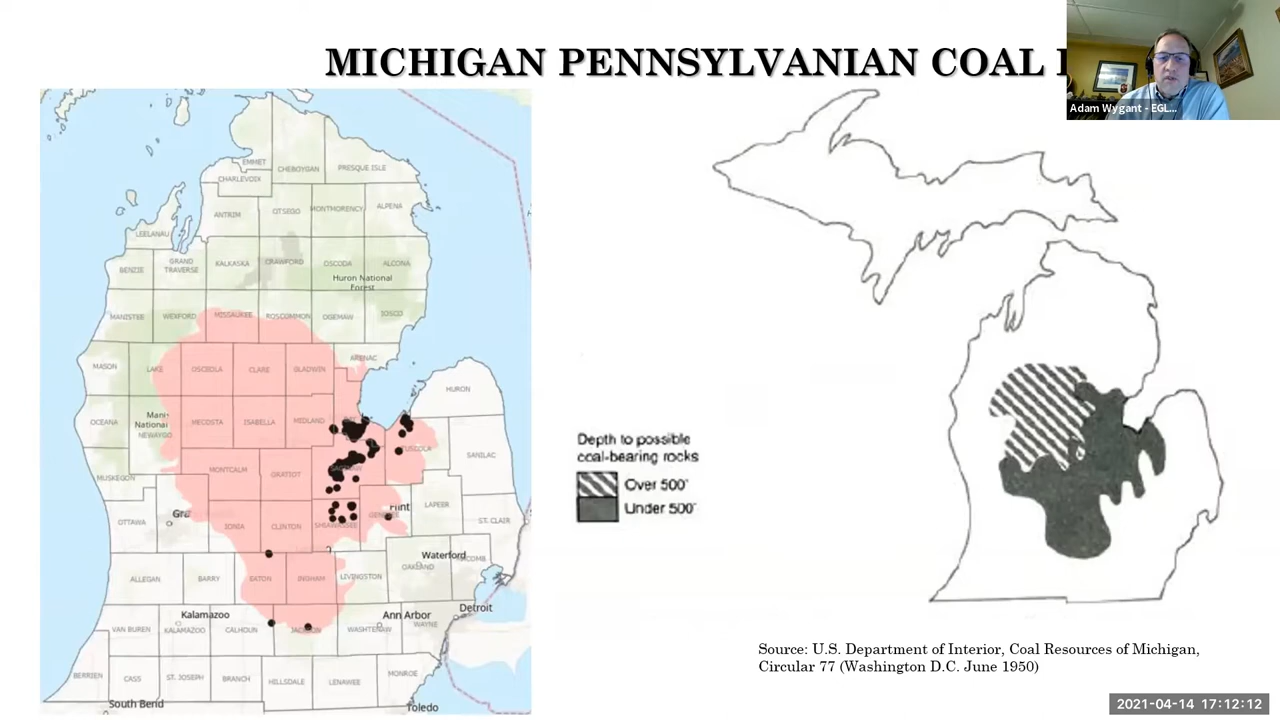 MICHIGAN PENNSYLVANIAN COAL
Adam Wygant - EGL...
EMMET
CHEBOYGAN
PRESQUE ISLE
CHARLEVOIX
ANTRIM
OTSEGO
MONTMORENCY
ALPENA
LEELANAU
BENZIE
GRAND
TRAVERSE
KALKASKA
CRAWFORD
OSCODA
ALCONA
Huron National
Forest
MANISTEE
WEXFORD
MISSAUKEE
ROSCOMMON
OGEMAW
IOSCO
MASON
LAKE
OSCEOLA
CLARE
GLADWIN
ARENAC
HURON
OCEANA
National
NEWAYGO
MECOSTA
ISABELLA
MIDLAND
SANILAC
MUSKEGON
MONTCALM
GRATIOT
OTTAWA
Gra
IONIA
CLINTON
SHIAWASSEE
Flint
LAPEER
ST. CLAIR
ALLEGAN
BARRY
EATON
INGHAM
LIVINGSTON
Waterford
OAKLAND
Kalamazoo
Ann Arbor
Detroit
VAN BUREN
KALAMAZOO
CALHOUN
JACKSON
WASHTENAW
WAYNE
BERRIEN
CASS
ST. JOSEPH
BRANCH
HILLSDALE
LENAWEE
MONROE
South Bend
Toledo
Depth to possible
coal-bearing rocks
Over 500'
Under 500'
Source: U.S. Department of Interior, Coal Resources of Michigan,
Circular 77 (Washington D.C. June 1950)
2021-04-14 17:12:12